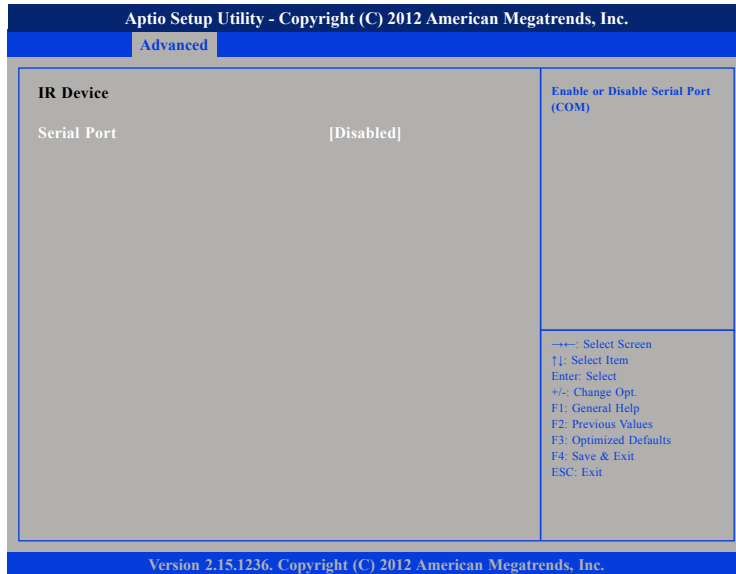 Aptio Setup Utility - Copyright (C) 2012 American Megatrends, Inc.
Advanced
IR Device
Serial Port [Disabled]
Enable or Disable Serial Port
(COM)
→←: Select Screen
↑↓: Select Item
Enter: Select
+/-: Change Opt.
F1: General Help
F2: Previous Values
F3: Optimized Defaults
F4: Save & Exit
ESC: Exit
Version 2.15.1236. Copyright (C) 2012 American Megatrends, Inc.